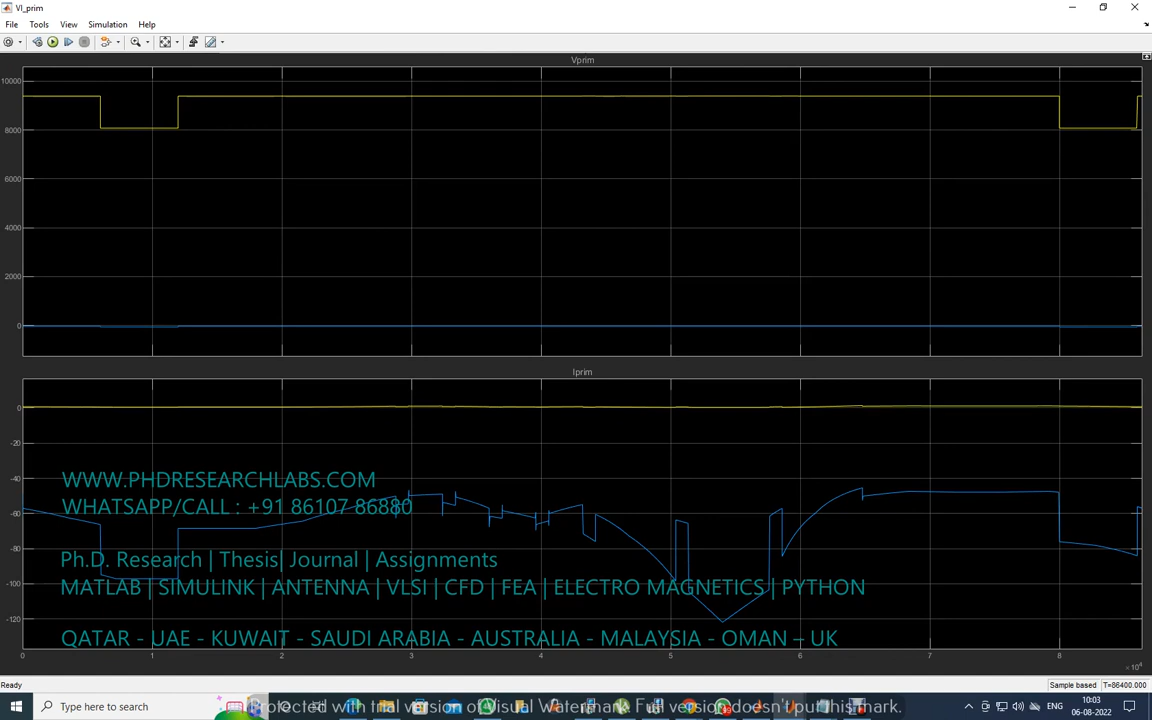 VI_prim
File Tools View Simulation Help
Vprim
10000
8000
6000
4000
2000
0
Iprim
0
-20
-40
-60
-80
-100
-120
0 1 2 3 4 5 6 7 8
×10⁴
WWW.PHDRESEARCHLABS.COM
WHATSAPP/CALL : +91 86107 86880
Ph.D. Research | Thesis| Journal | Assignments
MATLAB | SIMULINK | ANTENNA | VLSI | CFD | FEA | ELECTRO MAGNETICS | PYTHON
QATAR - UAE - KUWAIT - SAUDI ARABIA - AUSTRALIA - MALAYSIA - OMAN – UK
Ready
Sample based T=86400.000
Type here to search
Protected with trial version of Visual Watermark. Full version doesn't put this mark.
ENG
10:03
06-08-2022